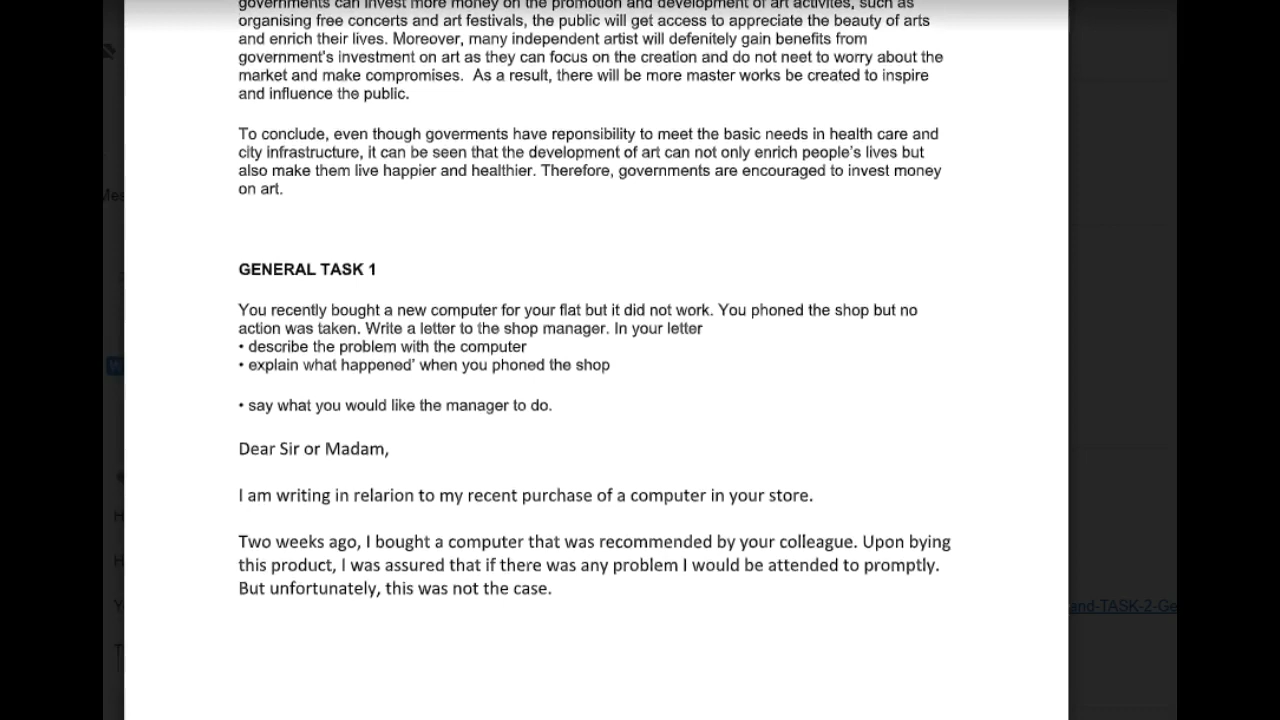 governments can invest more money on the promotion and development of art activites, such as
organising free concerts and art festivals, the public will get access to appreciate the beauty of arts
and enrich their lives. Moreover, many independent artist will defenitely gain benefits from
government's investment on art as they can focus on the creation and do not neet to worry about the
market and make compromises.  As a result, there will be more master works be created to inspire
and influence the public.
To conclude, even though goverments have reponsibility to meet the basic needs in health care and
city infrastructure, it can be seen that the development of art can not only enrich people's lives but
also make them live happier and healthier. Therefore, governments are encouraged to invest money
on art.
GENERAL TASK 1
You recently bought a new computer for your flat but it did not work. You phoned the shop but no
action was taken. Write a letter to the shop manager. In your letter
• describe the problem with the computer
• explain what happened' when you phoned the shop
• say what you would like the manager to do.
Dear Sir or Madam,
I am writing in relarion to my recent purchase of a computer in your store.
Two weeks ago, I bought a computer that was recommended by your colleague. Upon bying
this product, I was assured that if there was any problem I would be attended to promptly.
But unfortunately, this was not the case.
and-TASK-2-Ge